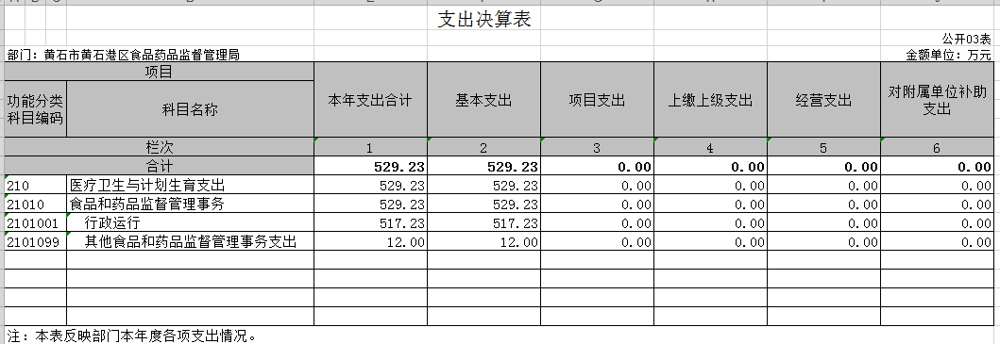 支出决算表
公开03表
部门：黄石市黄石港区食品药品监督管理局 金额单位：万元
项目
功能分类科目编码 科目名称 本年支出合计 基本支出 项目支出 上缴上级支出 经营支出 对附属单位补助支出
栏次 1 2 3 4 5 6
合计 529.23 529.23 0.00 0.00 0.00 0.00
210 医疗卫生与计划生育支出 529.23 529.23 0.00 0.00 0.00 0.00
21010 食品和药品监督管理事务 529.23 529.23 0.00 0.00 0.00 0.00
2101001 行政运行 517.23 517.23 0.00 0.00 0.00 0.00
2101099 其他食品和药品监督管理事务支出 12.00 12.00 0.00 0.00 0.00 0.00
注：本表反映部门本年度各项支出情况。